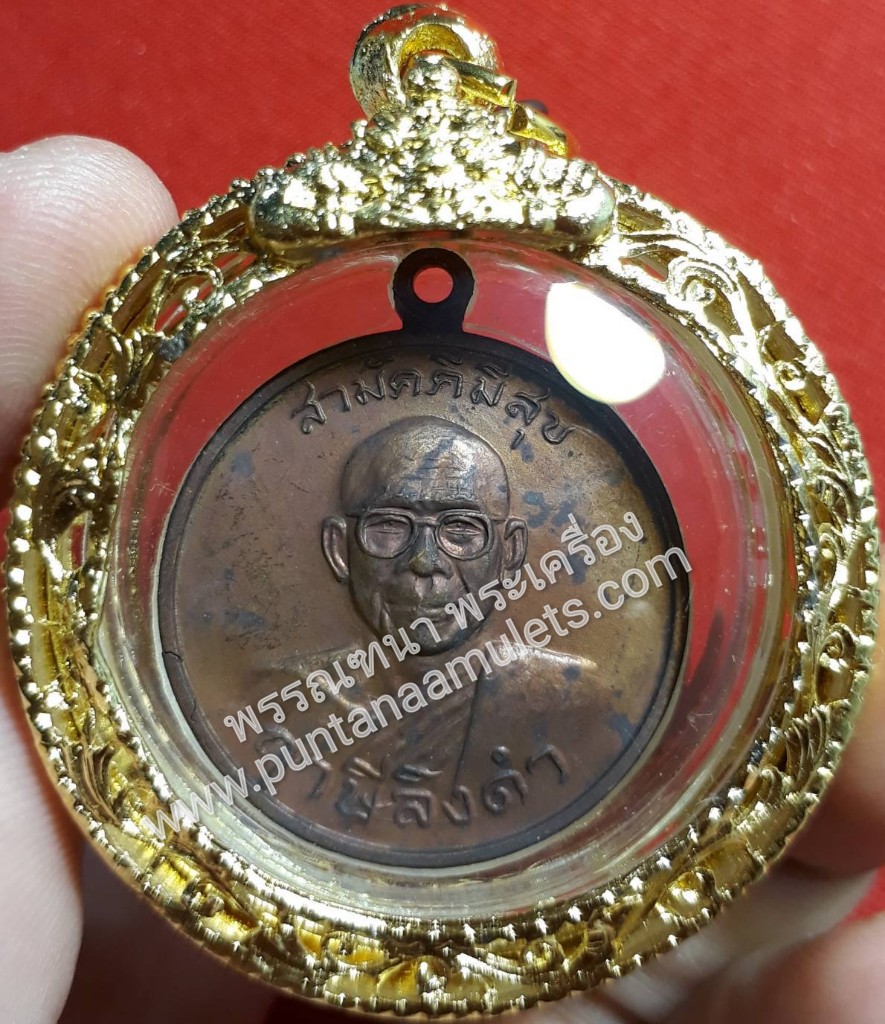 สามัคคีมีสุข
พรรณฑนา พระเครื่อง
www.puntanaamulets.com